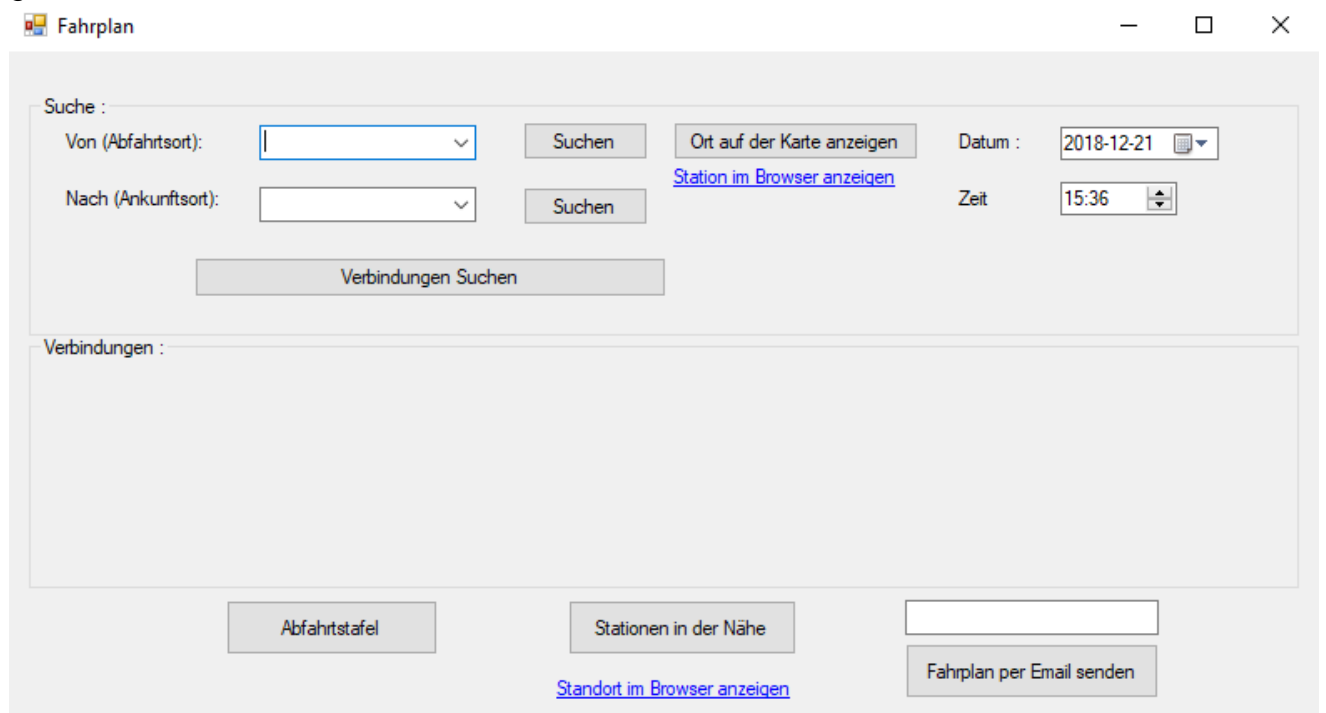 Fahrplan
Suche :
Von (Abfahrtsort): Suchen Ort auf der Karte anzeigen Datum : 2018-12-21
Station im Browser anzeigen
Nach (Ankunftsort): Suchen Zeit 15:36
Verbindungen Suchen
Verbindungen :
Abfahrtstafel Stationen in der Nähe
Fahrplan per Email senden
Standort im Browser anzeigen